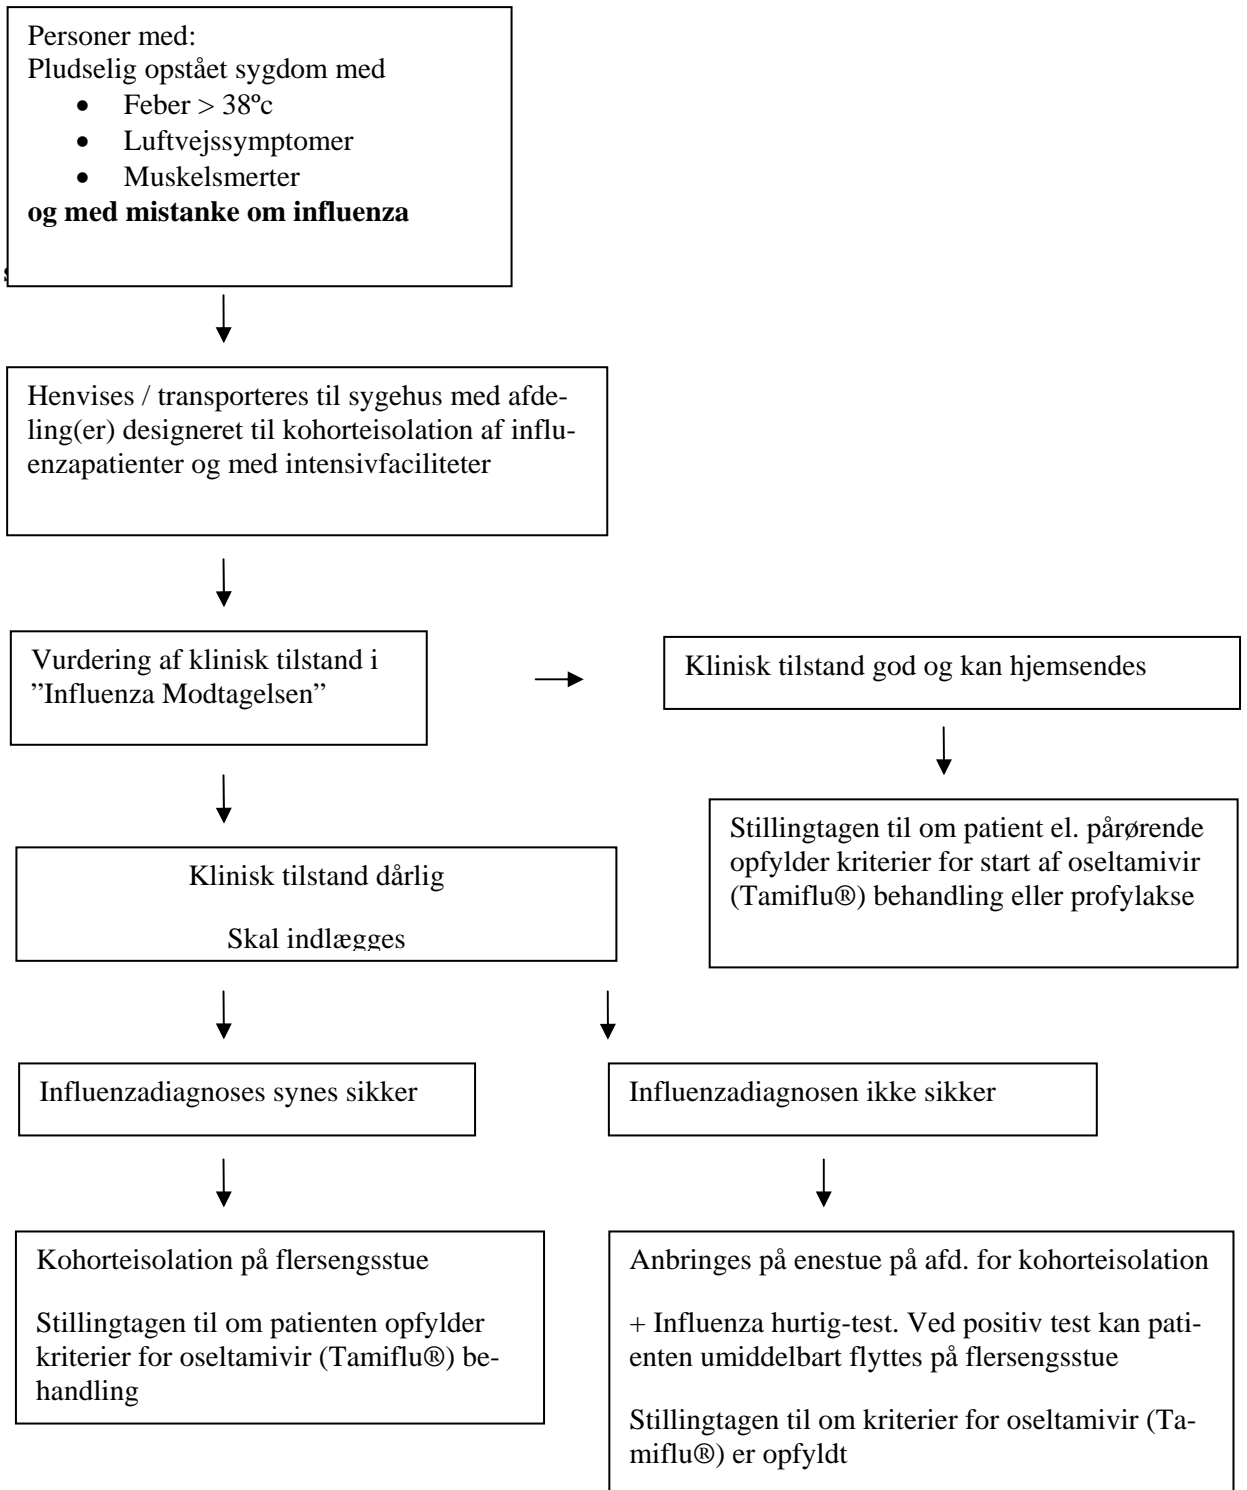 Personer med:
Pludselig opstået sygdom med
• Feber > 38ºc
• Luftvejssymptomer
• Muskelsmerter
og med mistanke om influenza
Henvises / transporteres til sygehus med afde-
ling(er) designeret til kohorteisolation af influ-
enzapatienter og med intensivfaciliteter
Vurdering af klinisk tilstand i
”Influenza Modtagelsen”
Klinisk tilstand god og kan hjemsendes
Stillingtagen til om patient el. pårørende
opfylder kriterier for start af oseltamivir
(Tamiflu®) behandling eller profylakse
Klinisk tilstand dårlig
Skal indlægges
Influenzadiagnoses synes sikker
Influenzadiagnosen ikke sikker
Kohorteisolation på flersengsstue
Stillingtagen til om patienten opfylder
kriterier for oseltamivir (Tamiflu®) be-
handling
Anbringes på enestue på afd. for kohorteisolation
+ Influenza hurtig-test. Ved positiv test kan pati-
enten umiddelbart flyttes på flersengsstue
Stillingtagen til om kriterier for oseltamivir (Ta-
miflu®) er opfyldt